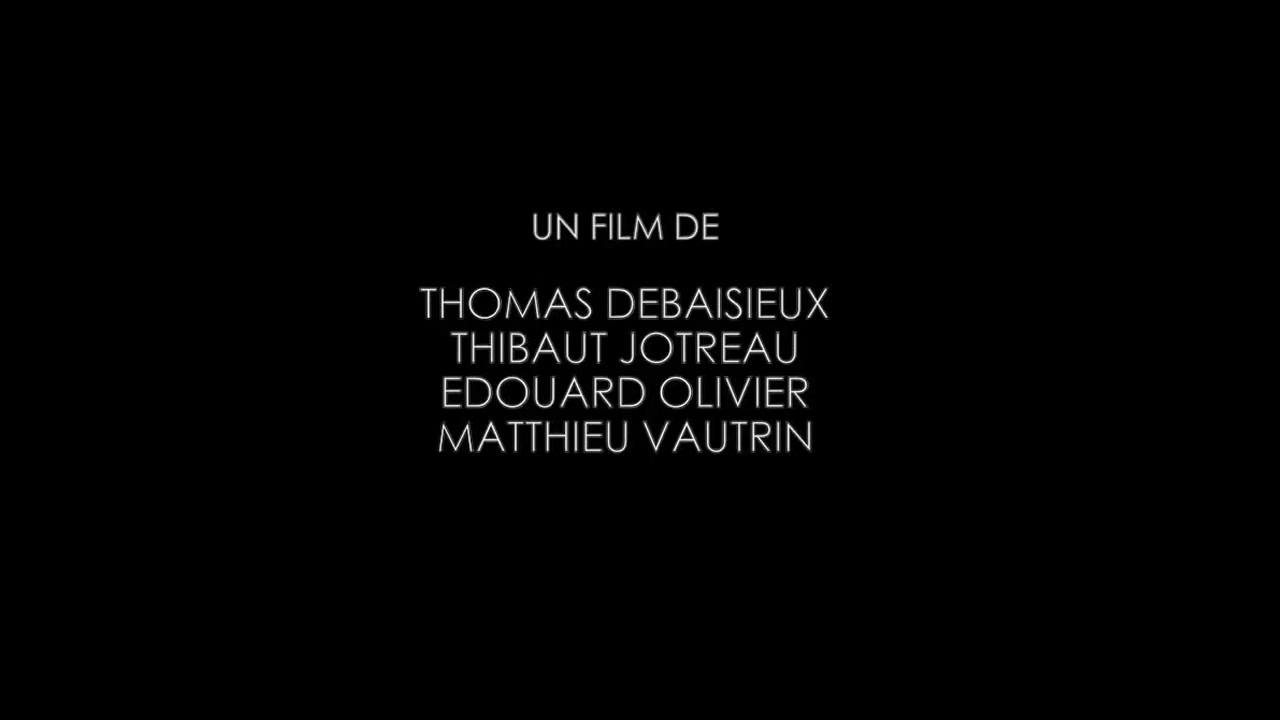 UN FILM DE
THOMAS DEBAISIEUX
THIBAUT JOTREAU
EDOUARD OLIVIER
MATTHIEU VAUTRIN